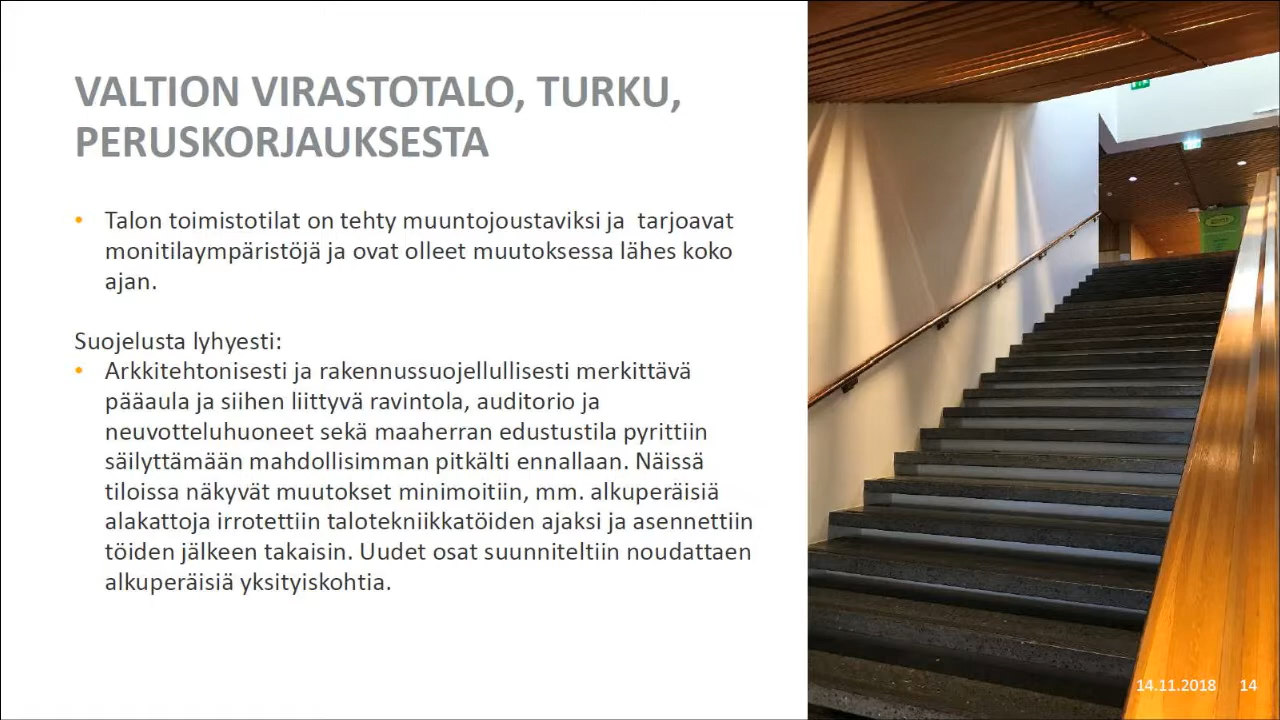 VALTION VIRASTOTALO, TURKU,
PERUSKORJAUKSESTA
• Talon toimistotilat on tehty muuntojoustaviksi ja  tarjoavat
monitilaympäristöjä ja ovat olleet muutoksessa lähes koko
ajan.
Suojelusta lyhyesti:
• Arkkitehtonisesti ja rakennussuojellullisesti merkittävä
pääaula ja siihen liittyvä ravintola, auditorio ja
neuvotteluhuoneet sekä maaherran edustustila pyrittiin
säilyttämään mahdollisimman pitkälti ennallaan. Näissä
tiloissa näkyvät muutokset minimoitiin, mm. alkuperäisiä
alakattoja irrotettiin talotekniikkatöiden ajaksi ja asennettiin
töiden jälkeen takaisin. Uudet osat suunniteltiin noudattaen
alkuperäisiä yksityiskohtia.
14.11.2018 14